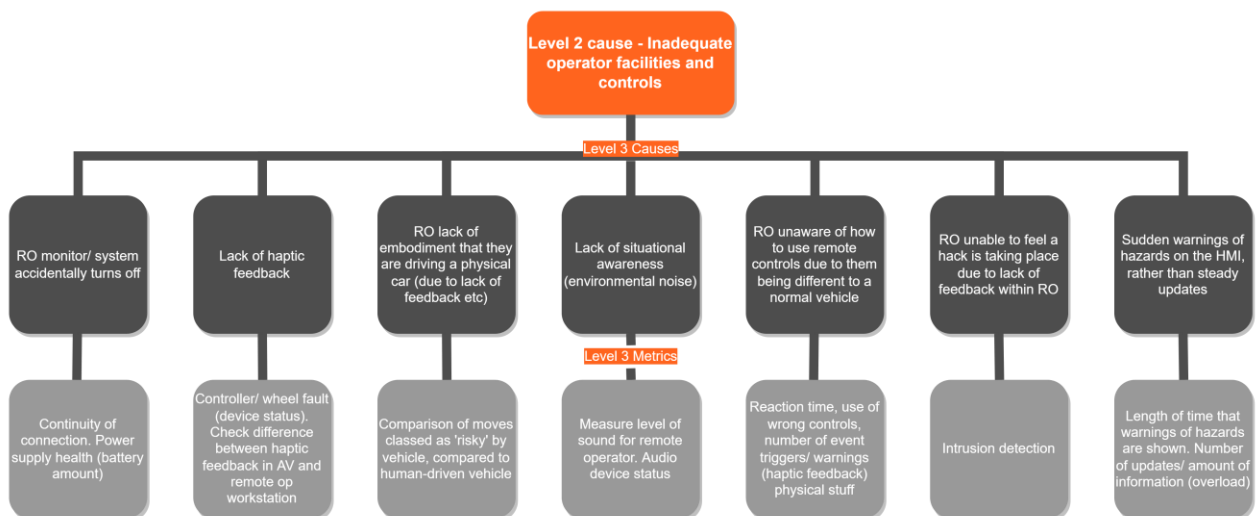 Level 2 cause - Inadequate
operator facilities and
controls
Level 3 Causes
RO monitor/ system
accidentally turns off
Lack of haptic
feedback
RO lack of
embodiment that they
are driving a physical
car (due to lack of
feedback etc)
Lack of situational
awareness
(environmental noise)
RO unaware of how
to use remote
controls due to them
being different to a
normal vehicle
RO unable to feel a
hack is taking place
due to lack of
feedback within RO
Sudden warnings of
hazards on the HMI,
rather than steady
updates
Level 3 Metrics
Continuity of
connection. Power
supply health (battery
amount)
Controller/ wheel fault
(device status).
Check difference
between haptic
feedback in AV and
remote op
workstation
Comparison of moves
classed as 'risky' by
vehicle, compared to
human-driven vehicle
Measure level of
sound for remote
operator. Audio
device status
Reaction time, use of
wrong controls,
number of event
triggers/ warnings
(haptic feedback)
physical stuff
Intrusion detection
Length of time that
warnings of hazards
are shown. Number
of updates/ amount of
information (overload)